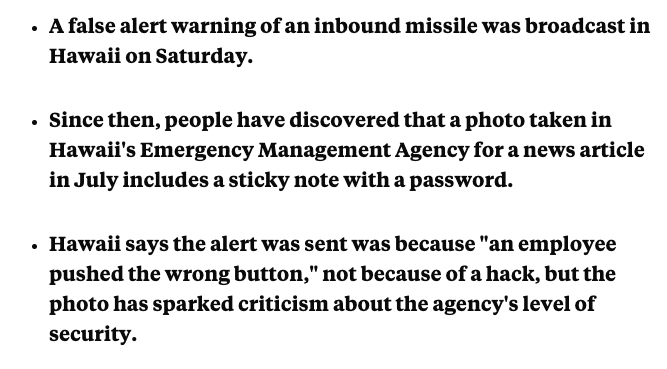 • A false alert warning of an inbound missile was broadcast in
Hawaii on Saturday.
• Since then, people have discovered that a photo taken in
Hawaii's Emergency Management Agency for a news article
in July includes a sticky note with a password.
• Hawaii says the alert was sent was because "an employee
pushed the wrong button," not because of a hack, but the
photo has sparked criticism about the agency's level of
security.